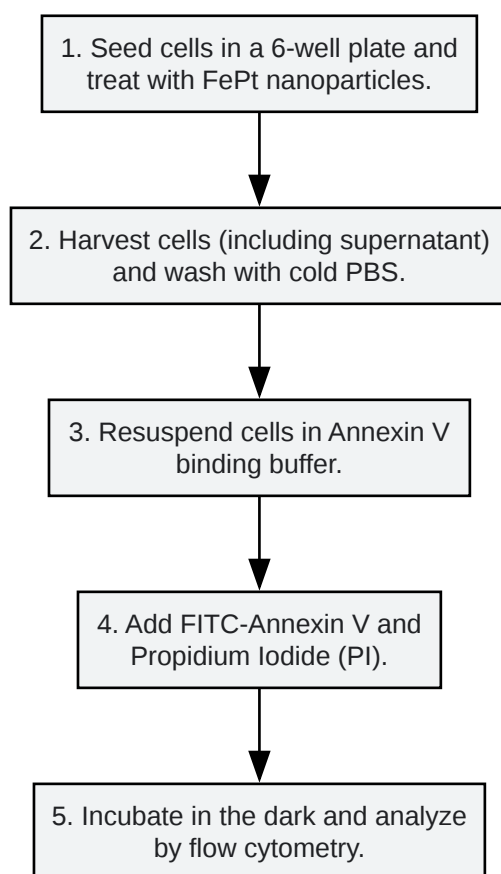 1. Seed cells in a 6-well plate and
treat with FePt nanoparticles.
2. Harvest cells (including supernatant)
and wash with cold PBS.
3. Resuspend cells in Annexin V
binding buffer.
4. Add FITC-Annexin V and
Propidium Iodide (PI).
5. Incubate in the dark and analyze
by flow cytometry.